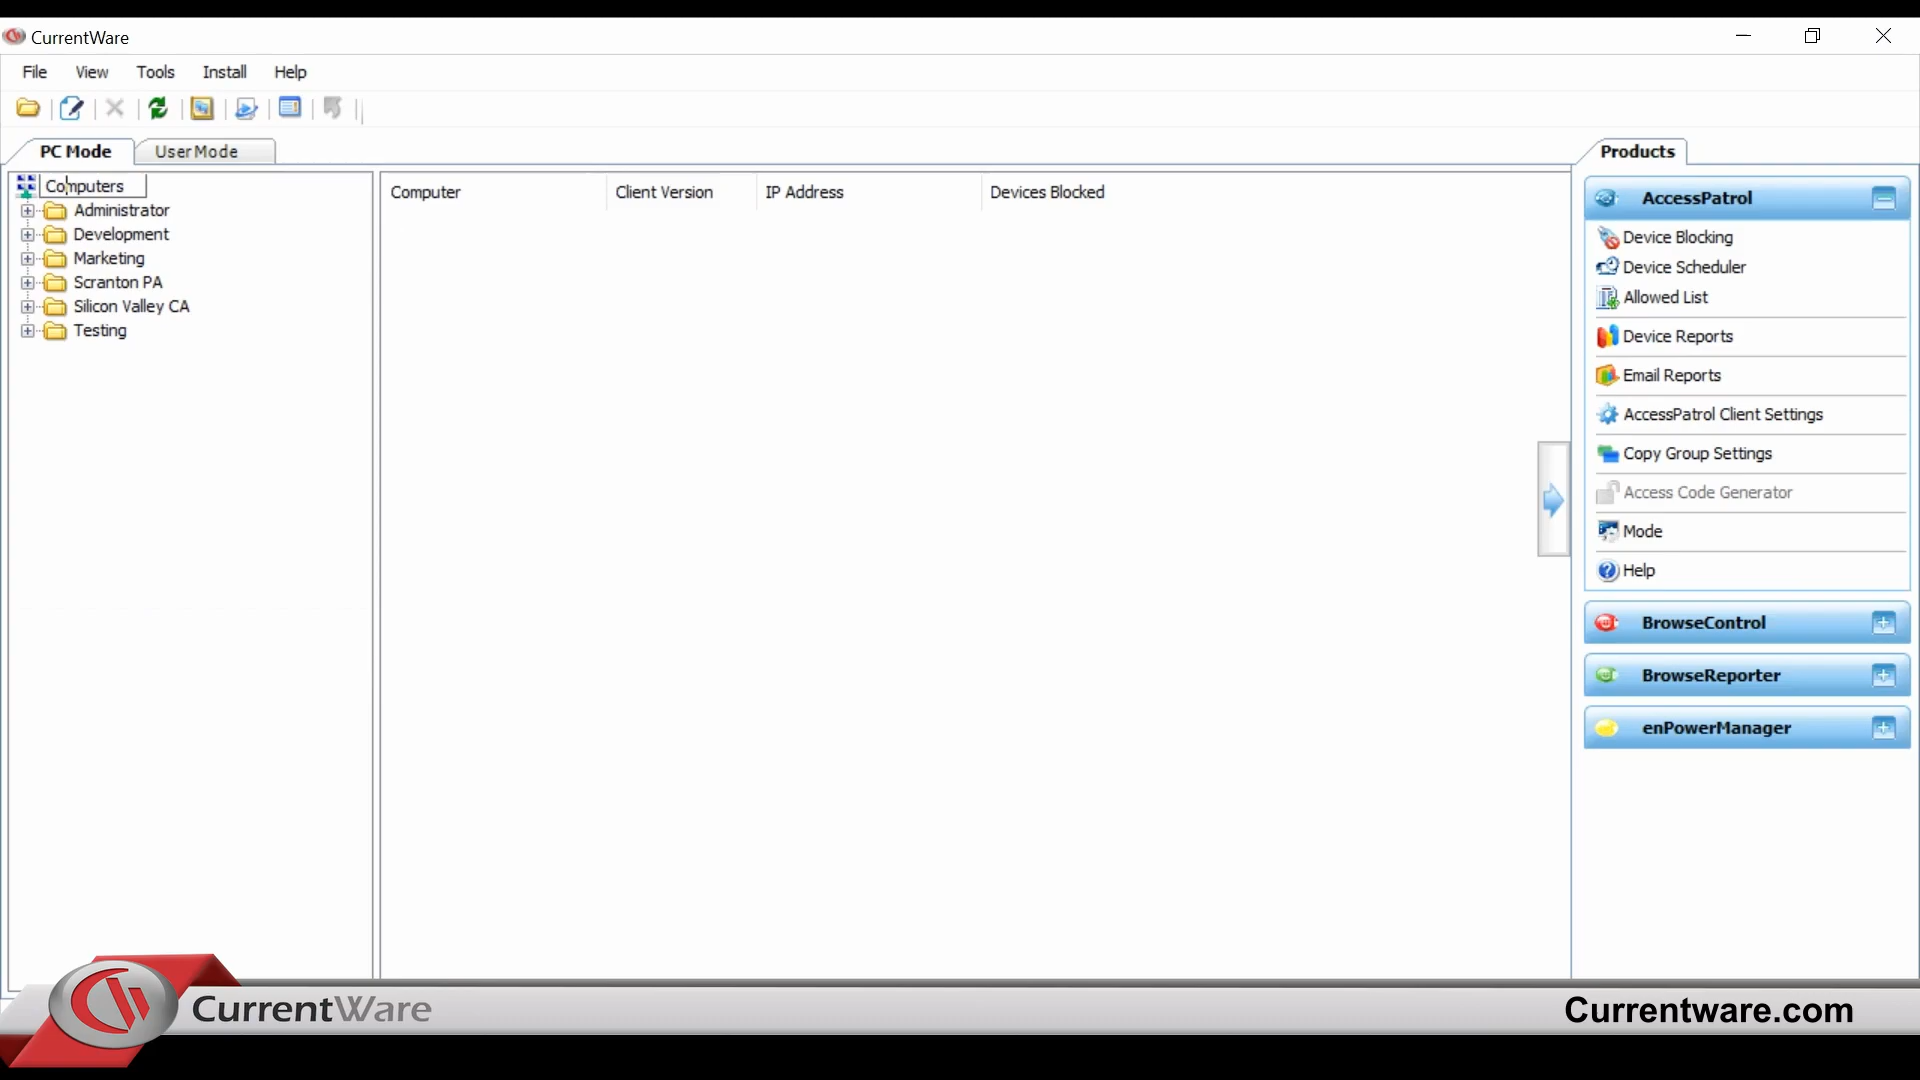 CurrentWare
File View Tools Install Help
PC Mode User Mode
Computers
Administrator
Development
Marketing
Scranton PA
Silicon Valley CA
Testing
Computer Client Version IP Address Devices Blocked
Products
AccessPatrol
Device Blocking
Device Scheduler
Allowed List
Device Reports
Email Reports
AccessPatrol Client Settings
Copy Group Settings
Access Code Generator
Mode
Help
BrowseControl
BrowseReporter
enPowerManager
CurrentWare
Currentware.com